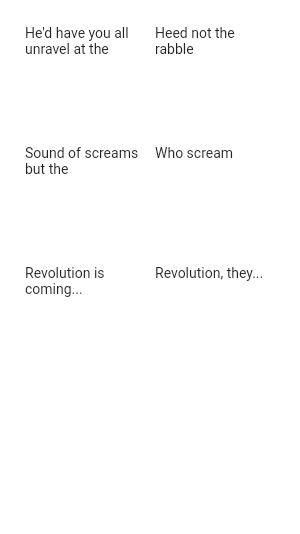 He'd have you all
unravel at the
Heed not the
rabble
Sound of screams
but the
Who scream
Revolution is
coming...
Revolution, they...